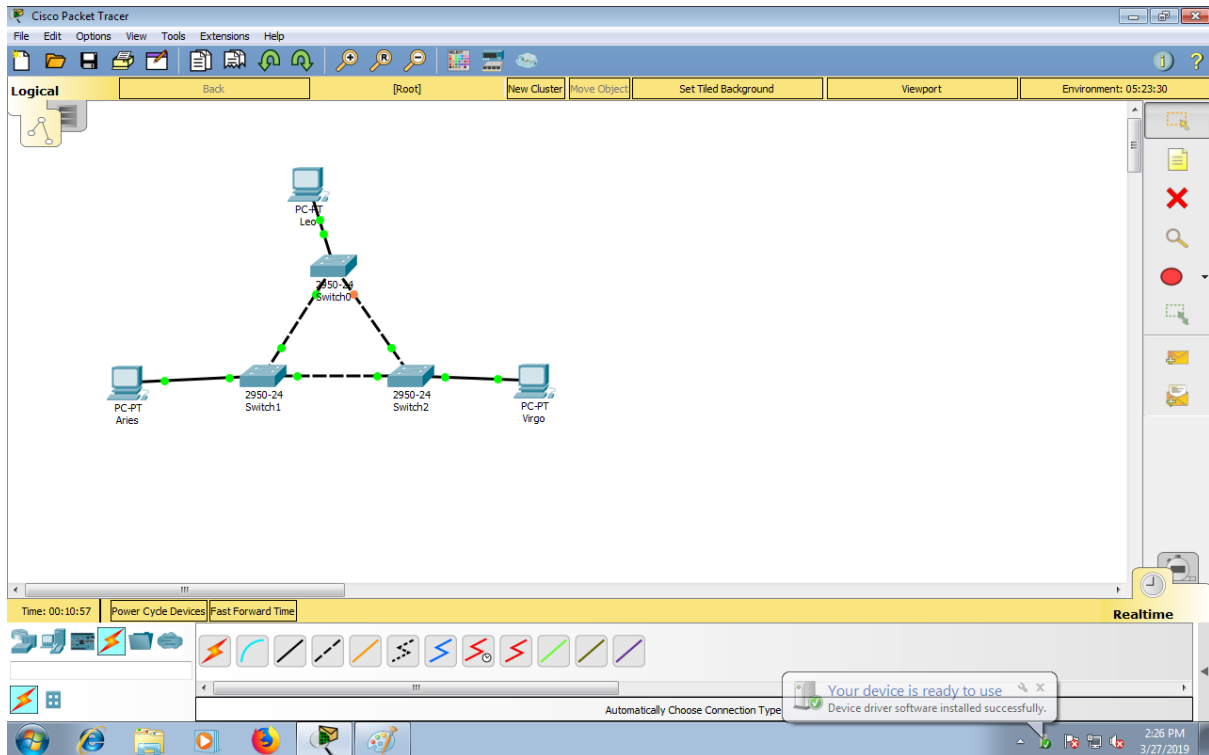 Cisco Packet Tracer
File Edit Options View Tools Extensions Help
Logical Back [Root] New Cluster Move Object Set Tiled Background Viewport Environment: 05:23:30
PC-PT
Leo
2950-24
Switch0
2950-24
Switch1
2950-24
Switch2
PC-PT
Aries
PC-PT
Virgo
Time: 00:10:57 Power Cycle Devices Fast Forward Time Realtime
Automatically Choose Connection Type
Your device is ready to use
Device driver software installed successfully.
2:26 PM
3/27/2019